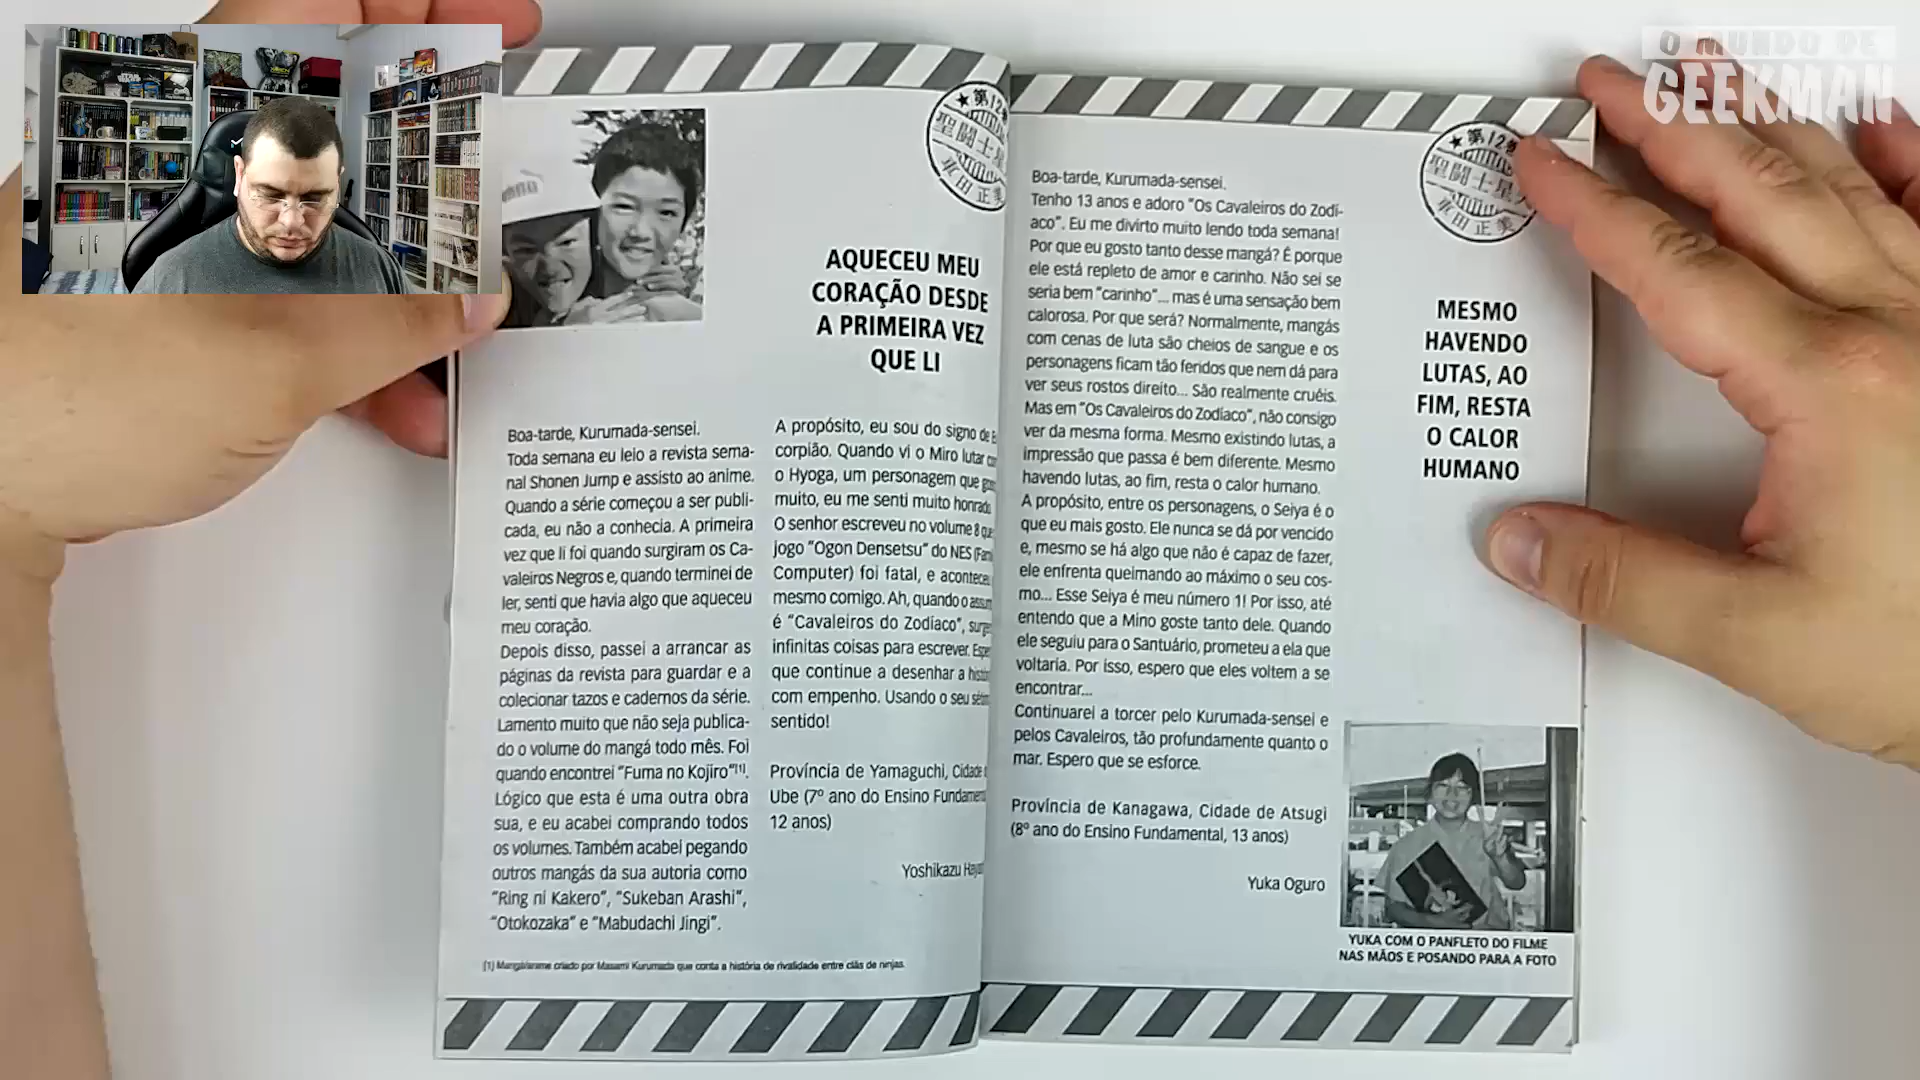 O MUNDO DE
GEEKMAN
AQUECEU MEU
CORAÇÃO DESDE
A PRIMEIRA VEZ
QUE LI
Boa-tarde, Kurumada-sensei.
Toda semana eu leio a revista sema-
nal Shonen Jump e assisto ao anime.
Quando a série começou a ser publi-
cada, eu não a conhecia. A primeira
vez que li foi quando surgiram os Ca-
valeiros Negros e, quando terminei de
ler, senti que havia algo que aqueceu
meu coração.
Depois disso, passei a arrancar as
páginas da revista para guardar e a
colecionar tazos e cadernos da série.
Lamento muito que não seja publica-
do o volume do mangá todo mês. Foi
quando encontrei "Fuma no Kojiro"[1].
Lógico que esta é uma outra obra
sua, e eu acabei comprando todos
os volumes. Também acabei pegando
outros mangás da sua autoria como
"Ring ni Kakero", "Sukeban Arashi",
"Otokozaka" e "Mabudachi Jingi".
A propósito, eu sou do signo de
corpião. Quando vi o Miro lutar
o Hyoga, um personagem que
muito, eu me senti muito honrado
O senhor escreveu no volume 8
jogo "Ogon Densetsu" do NES
Computer) foi fatal, e
mesmo comigo. Ah, quando o
é "Cavaleiros do Zodíaco",
infinitas coisas para escrever.
que continue a desenhar a
com empenho. Usando o seu
sentido!
Província de Yamaguchi, Cidade
Ube (7º ano do Ensino
12 anos)
Yoshikazu
[1] Mangá/anime criado por Masami Kurumada que conta a história de rivalidade entre clãs de ninjas.
★第12巻
聖闘士星
車田正美
Boa-tarde, Kurumada-sensei.
Tenho 13 anos e adoro "Os Cavaleiros do Zodí-
aco". Eu me divirto muito lendo toda semana!
Por que eu gosto tanto desse mangá? É porque
ele está repleto de amor e carinho. Não sei se
seria bem "carinho"... mas é uma sensação bem
calorosa. Por que será? Normalmente, mangás
com cenas de luta são cheios de sangue e os
personagens ficam tão feridos que nem dá para
ver seus rostos direito... São realmente cruéis.
Mas em "Os Cavaleiros do Zodíaco", não consigo
ver da mesma forma. Mesmo existindo lutas, a
impressão que passa é bem diferente. Mesmo
havendo lutas, ao fim, resta o calor humano.
A propósito, entre os personagens, o Seiya é o
que eu mais gosto. Ele nunca se dá por vencido
e, mesmo se há algo que não é capaz de fazer,
ele enfrenta queimando ao máximo o seu cos-
mo... Esse Seiya é meu número 1! Por isso, até
entendo que a Mino goste tanto dele. Quando
ele seguiu para o Santuário, prometeu a ela que
voltaria. Por isso, espero que eles voltem a se
encontrar...
Continuarei a torcer pelo Kurumada-sensei e
pelos Cavaleiros, tão profundamente quanto o
mar. Espero que se esforce.
Província de Kanagawa, Cidade de Atsugi
(8º ano do Ensino Fundamental, 13 anos)
Yuka Oguro
MESMO
HAVENDO
LUTAS, AO
FIM, RESTA
O CALOR
HUMANO
YUKA COM O PANFLETO DO FILME
NAS MÃOS E POSANDO PARA A FOTO